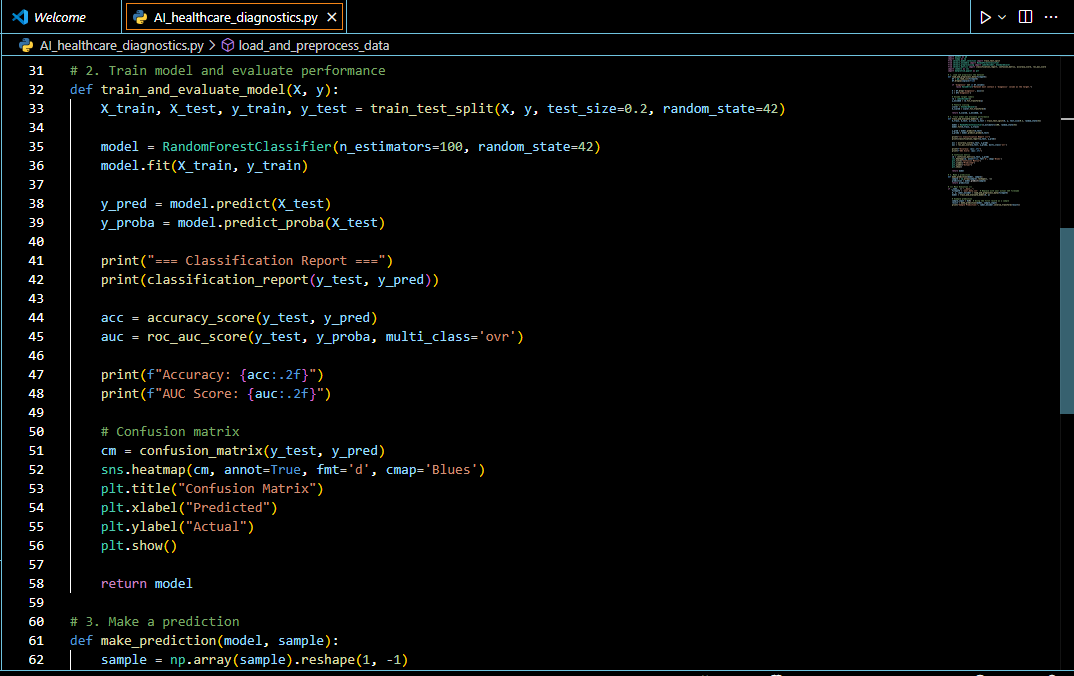 Welcome
AI_healthcare_diagnostics.py
AI_healthcare_diagnostics.py > load_and_preprocess_data
31 # 2. Train model and evaluate performance
32 def train_and_evaluate_model(X, y):
33     X_train, X_test, y_train, y_test = train_test_split(X, y, test_size=0.2, random_state=42)
34
35     model = RandomForestClassifier(n_estimators=100, random_state=42)
36     model.fit(X_train, y_train)
37
38     y_pred = model.predict(X_test)
39     y_proba = model.predict_proba(X_test)
40
41     print("=== Classification Report ===")
42     print(classification_report(y_test, y_pred))
43
44     acc = accuracy_score(y_test, y_pred)
45     auc = roc_auc_score(y_test, y_proba, multi_class='ovr')
46
47     print(f"Accuracy: {acc:.2f}")
48     print(f"AUC Score: {auc:.2f}")
49
50     # Confusion matrix
51     cm = confusion_matrix(y_test, y_pred)
52     sns.heatmap(cm, annot=True, fmt='d', cmap='Blues')
53     plt.title("Confusion Matrix")
54     plt.xlabel("Predicted")
55     plt.ylabel("Actual")
56     plt.show()
57
58     return model
59
60 # 3. Make a prediction
61 def make_prediction(model, sample):
62     sample = np.array(sample).reshape(1, -1)